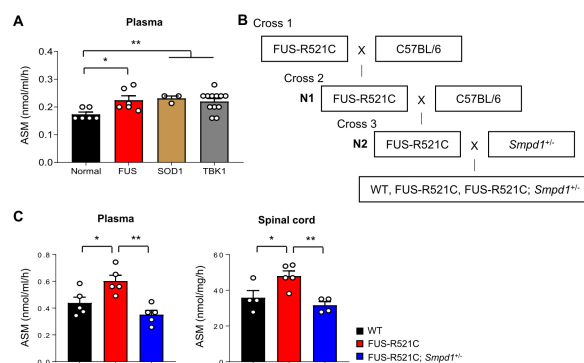 A
Plasma
**
*
ASM (nmol/ml/h)
0.4
0.3
0.2
0.1
0.0
Normal FUS SOD1 TBK1
B
Cross 1
FUS-R521C X C57BL/6
Cross 2
N1 FUS-R521C X C57BL/6
Cross 3
N2 FUS-R521C X Smpd1+/-
WT, FUS-R521C, FUS-R521C; Smpd1+/-
C
Plasma
* **
ASM (nmol/ml/h)
0.8
0.6
0.4
0.2
0.0
Spinal cord
* **
ASM (nmol/mg/h)
60
40
20
0
WT
FUS-R521C
FUS-R521C; Smpd1+/-